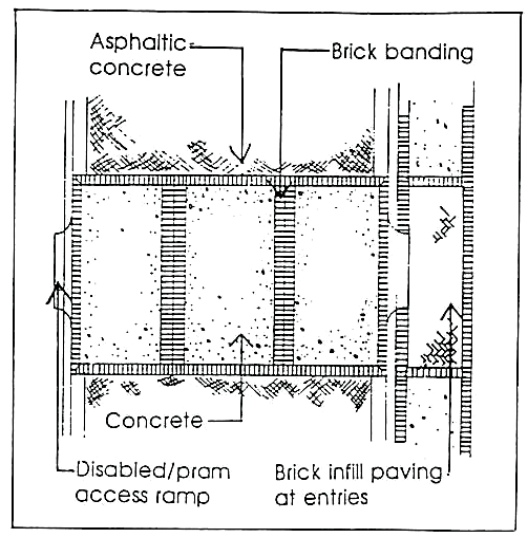 Asphaltic
concrete
Brick banding
Concrete
Disabled/pram
access ramp
Brick infill paving
at entries